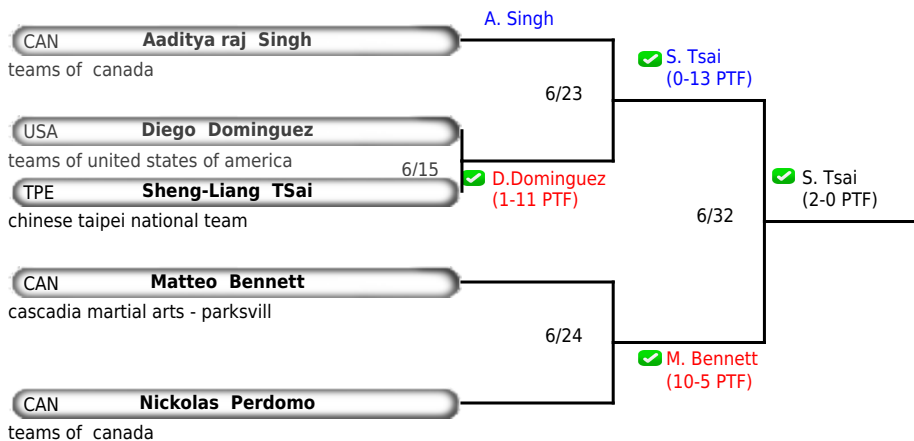 A. Singh
CAN Aaditya raj Singh
teams of canada
S. Tsai
(0-13 PTF)
6/23
USA Diego Dominguez
teams of united states of america
6/15
D.Dominguez
(1-11 PTF)
TPE Sheng-Liang TSai
chinese taipei national team
S. Tsai
(2-0 PTF)
6/32
CAN Matteo Bennett
cascadia martial arts - parksvill
6/24
M. Bennett
(10-5 PTF)
CAN Nickolas Perdomo
teams of canada